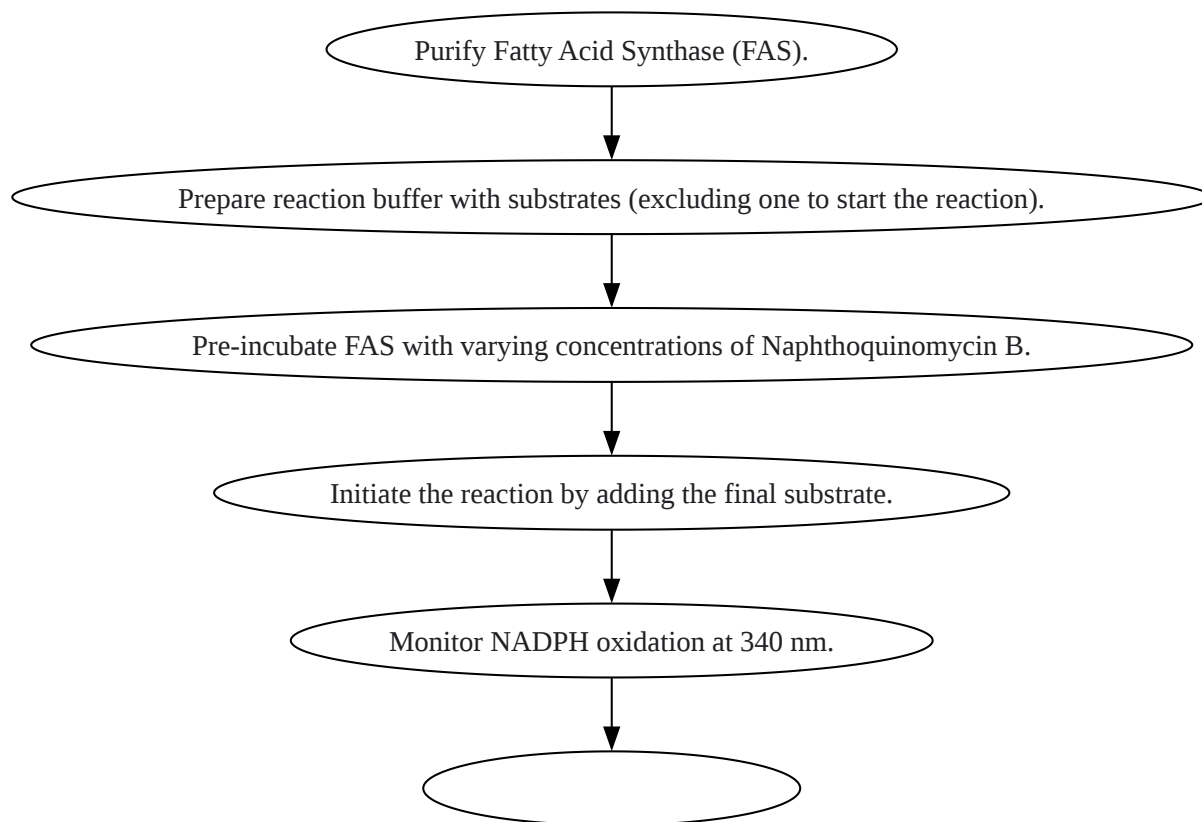 Purify Fatty Acid Synthase (FAS).
Prepare reaction buffer with substrates (excluding one to start the reaction).
Pre-incubate FAS with varying concentrations of Naphthoquinomycin B.
Initiate the reaction by adding the final substrate.
Monitor NADPH oxidation at 340 nm.